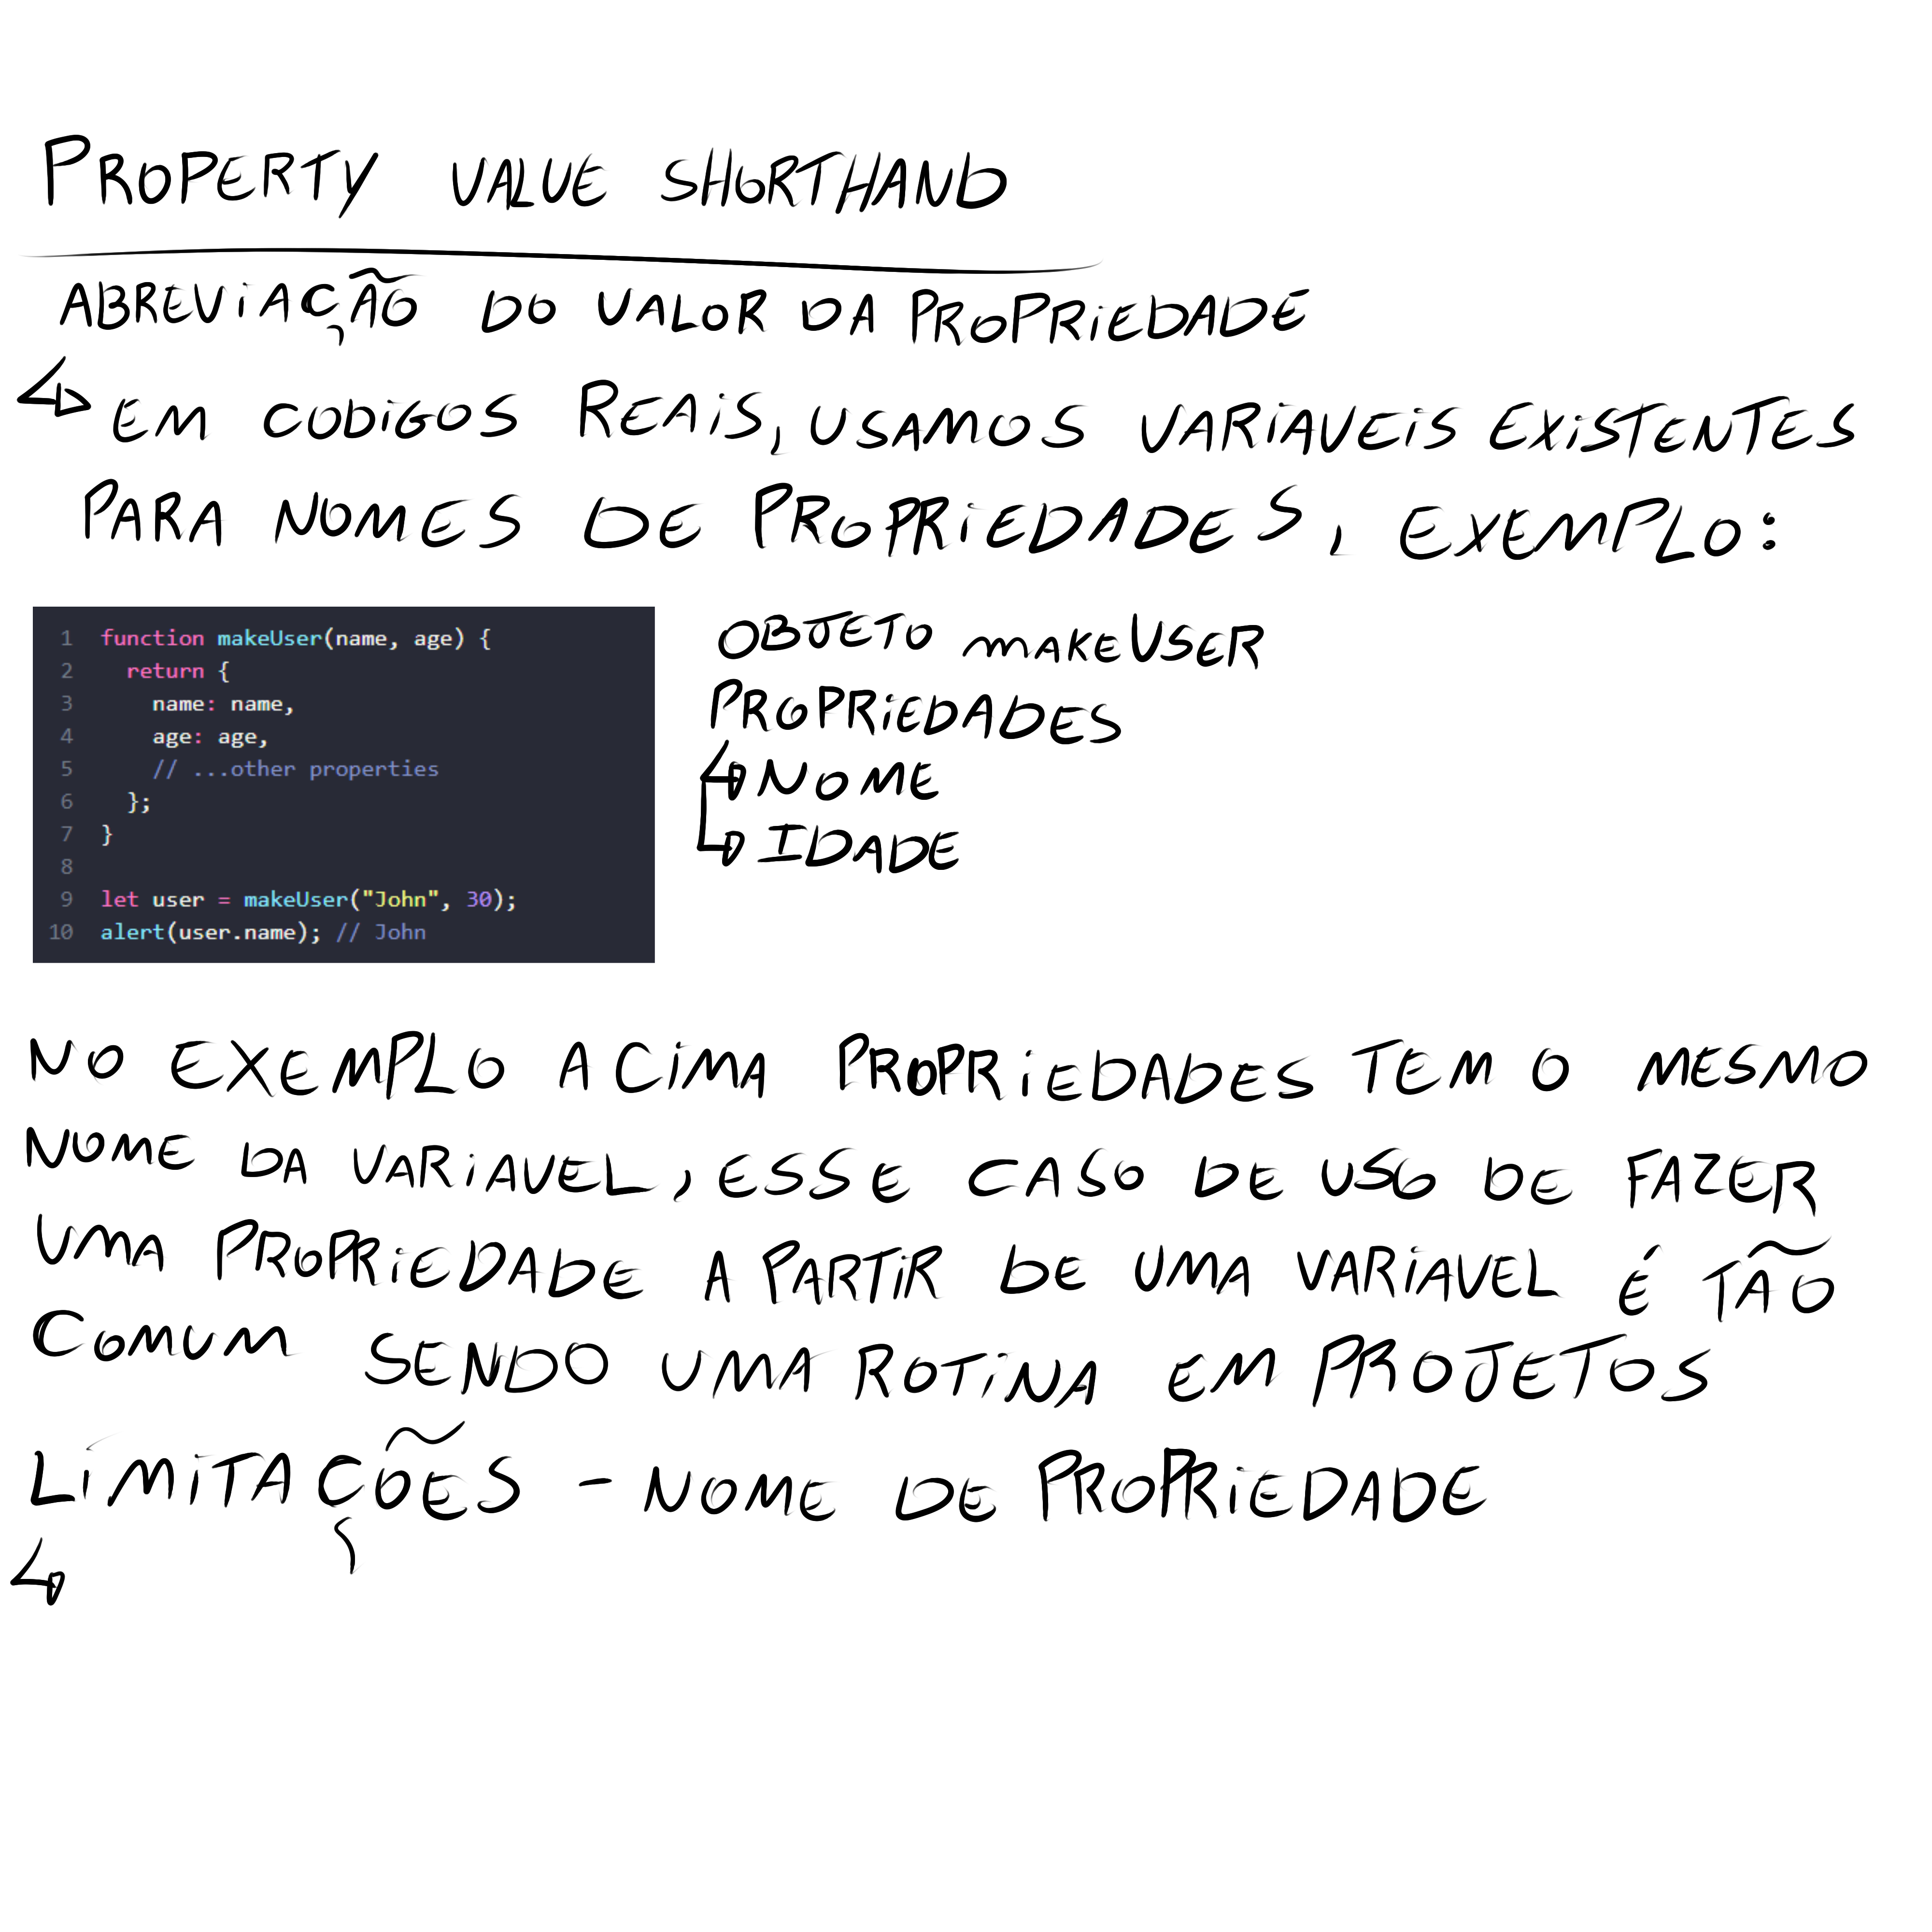 PROPERTY VALUE SHORTHAND
ABREVIAÇÃO DO VALOR DA PROPRIEDADE
EM CODIGOS REAIS, USAMOS VARIAVEIS EXISTENTES
PARA NOMES DE PROPRIEDADES, EXEMPLO:
1 function makeUser(name, age) {
2 return {
3 name: name,
4 age: age,
5 // ...other properties
6 };
7 }
8
9 let user = makeUser("John", 30);
10 alert(user.name); // John
OBJETO makeUSER
PROPRIEDADES
NOME
IDADE
NO EXEMPLO ACIMA PROPRIEDADES TEM O MESMO
NOME DA VARIAVEL, ESSE CASO DE USO DE FAZER
UMA PROPRIEDADE A PARTIR DE UMA VARIAVEL É TÃO
COMUM SENDO UMA ROTINA EM PROJETOS
LIMITAÇÕES - NOME DE PROPRIEDADE